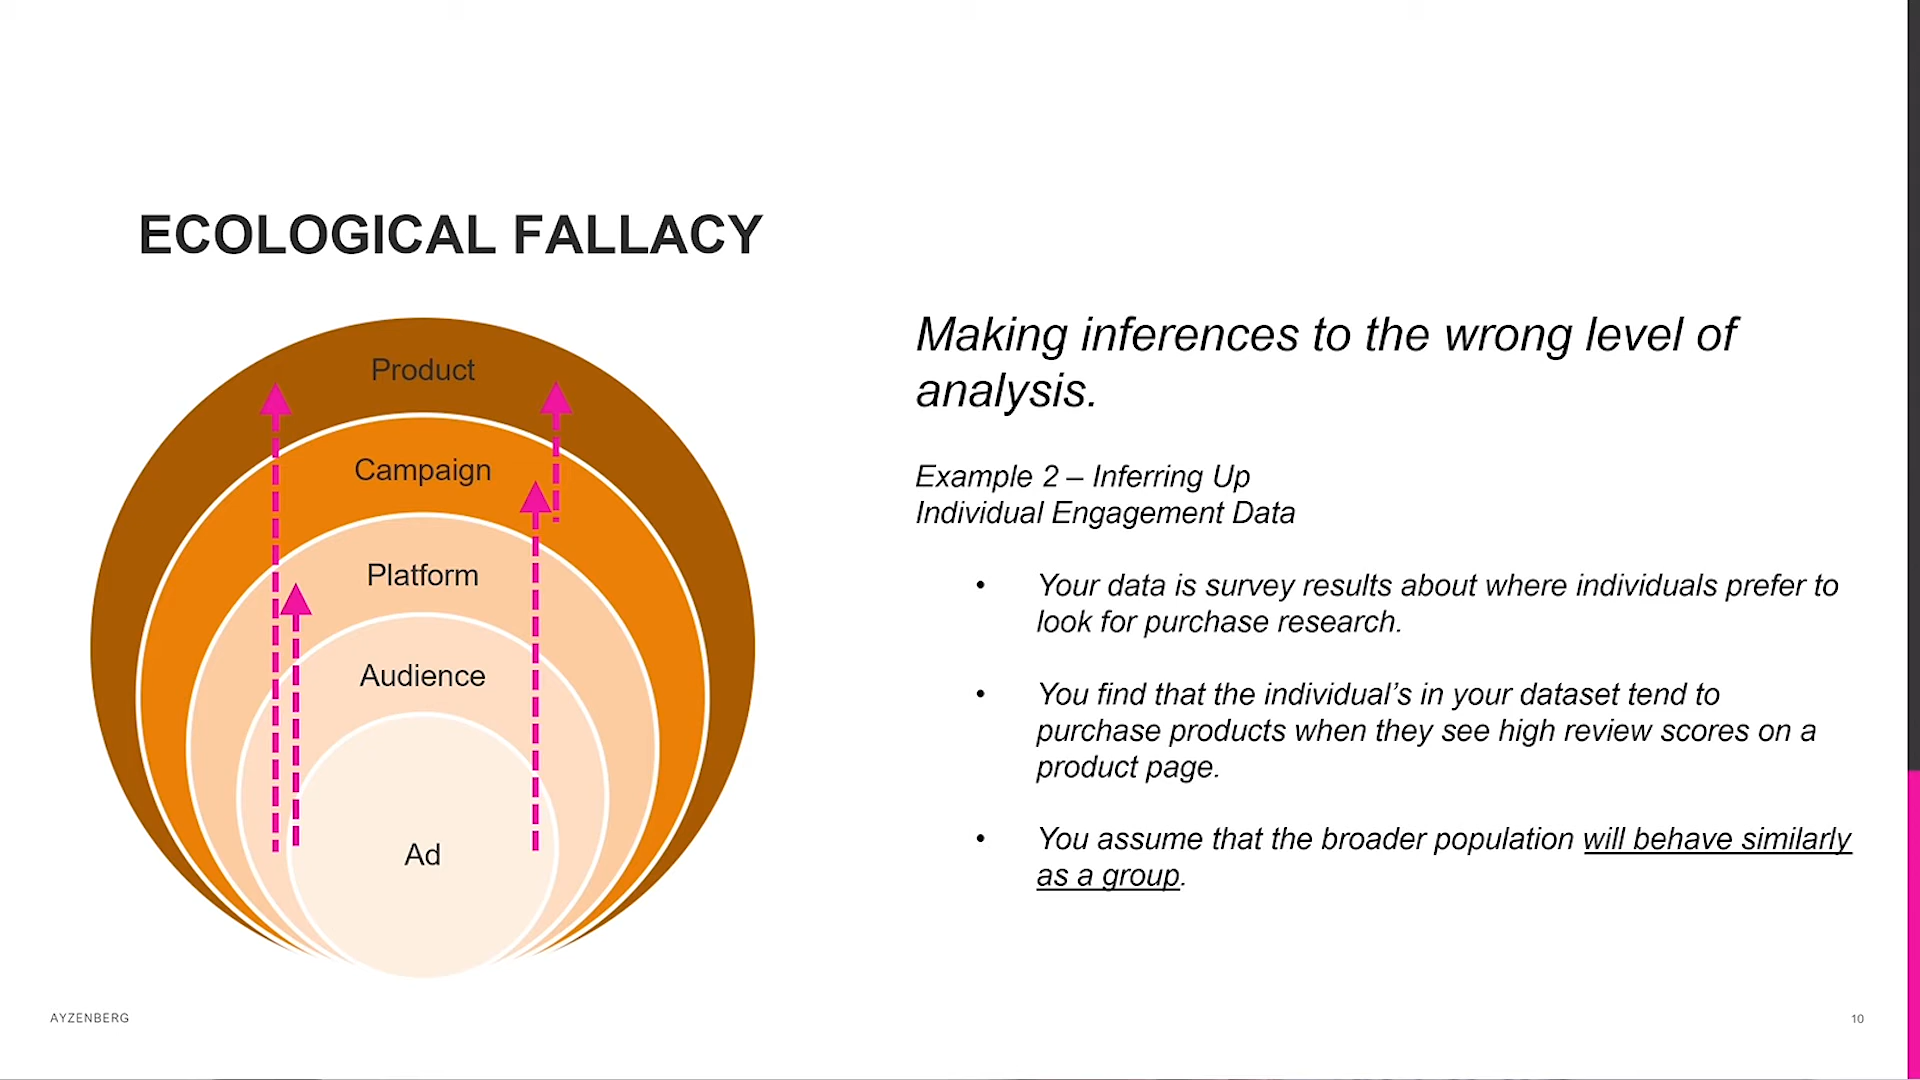 ECOLOGICAL FALLACY
Product
Campaign
Platform
Audience
Ad
Making inferences to the wrong level of
analysis.
Example 2 – Inferring Up
Individual Engagement Data
• Your data is survey results about where individuals prefer to
look for purchase research.
• You find that the individual’s in your dataset tend to
purchase products when they see high review scores on a
product page.
• You assume that the broader population will behave similarly
as a group.
AYZENBERG
10